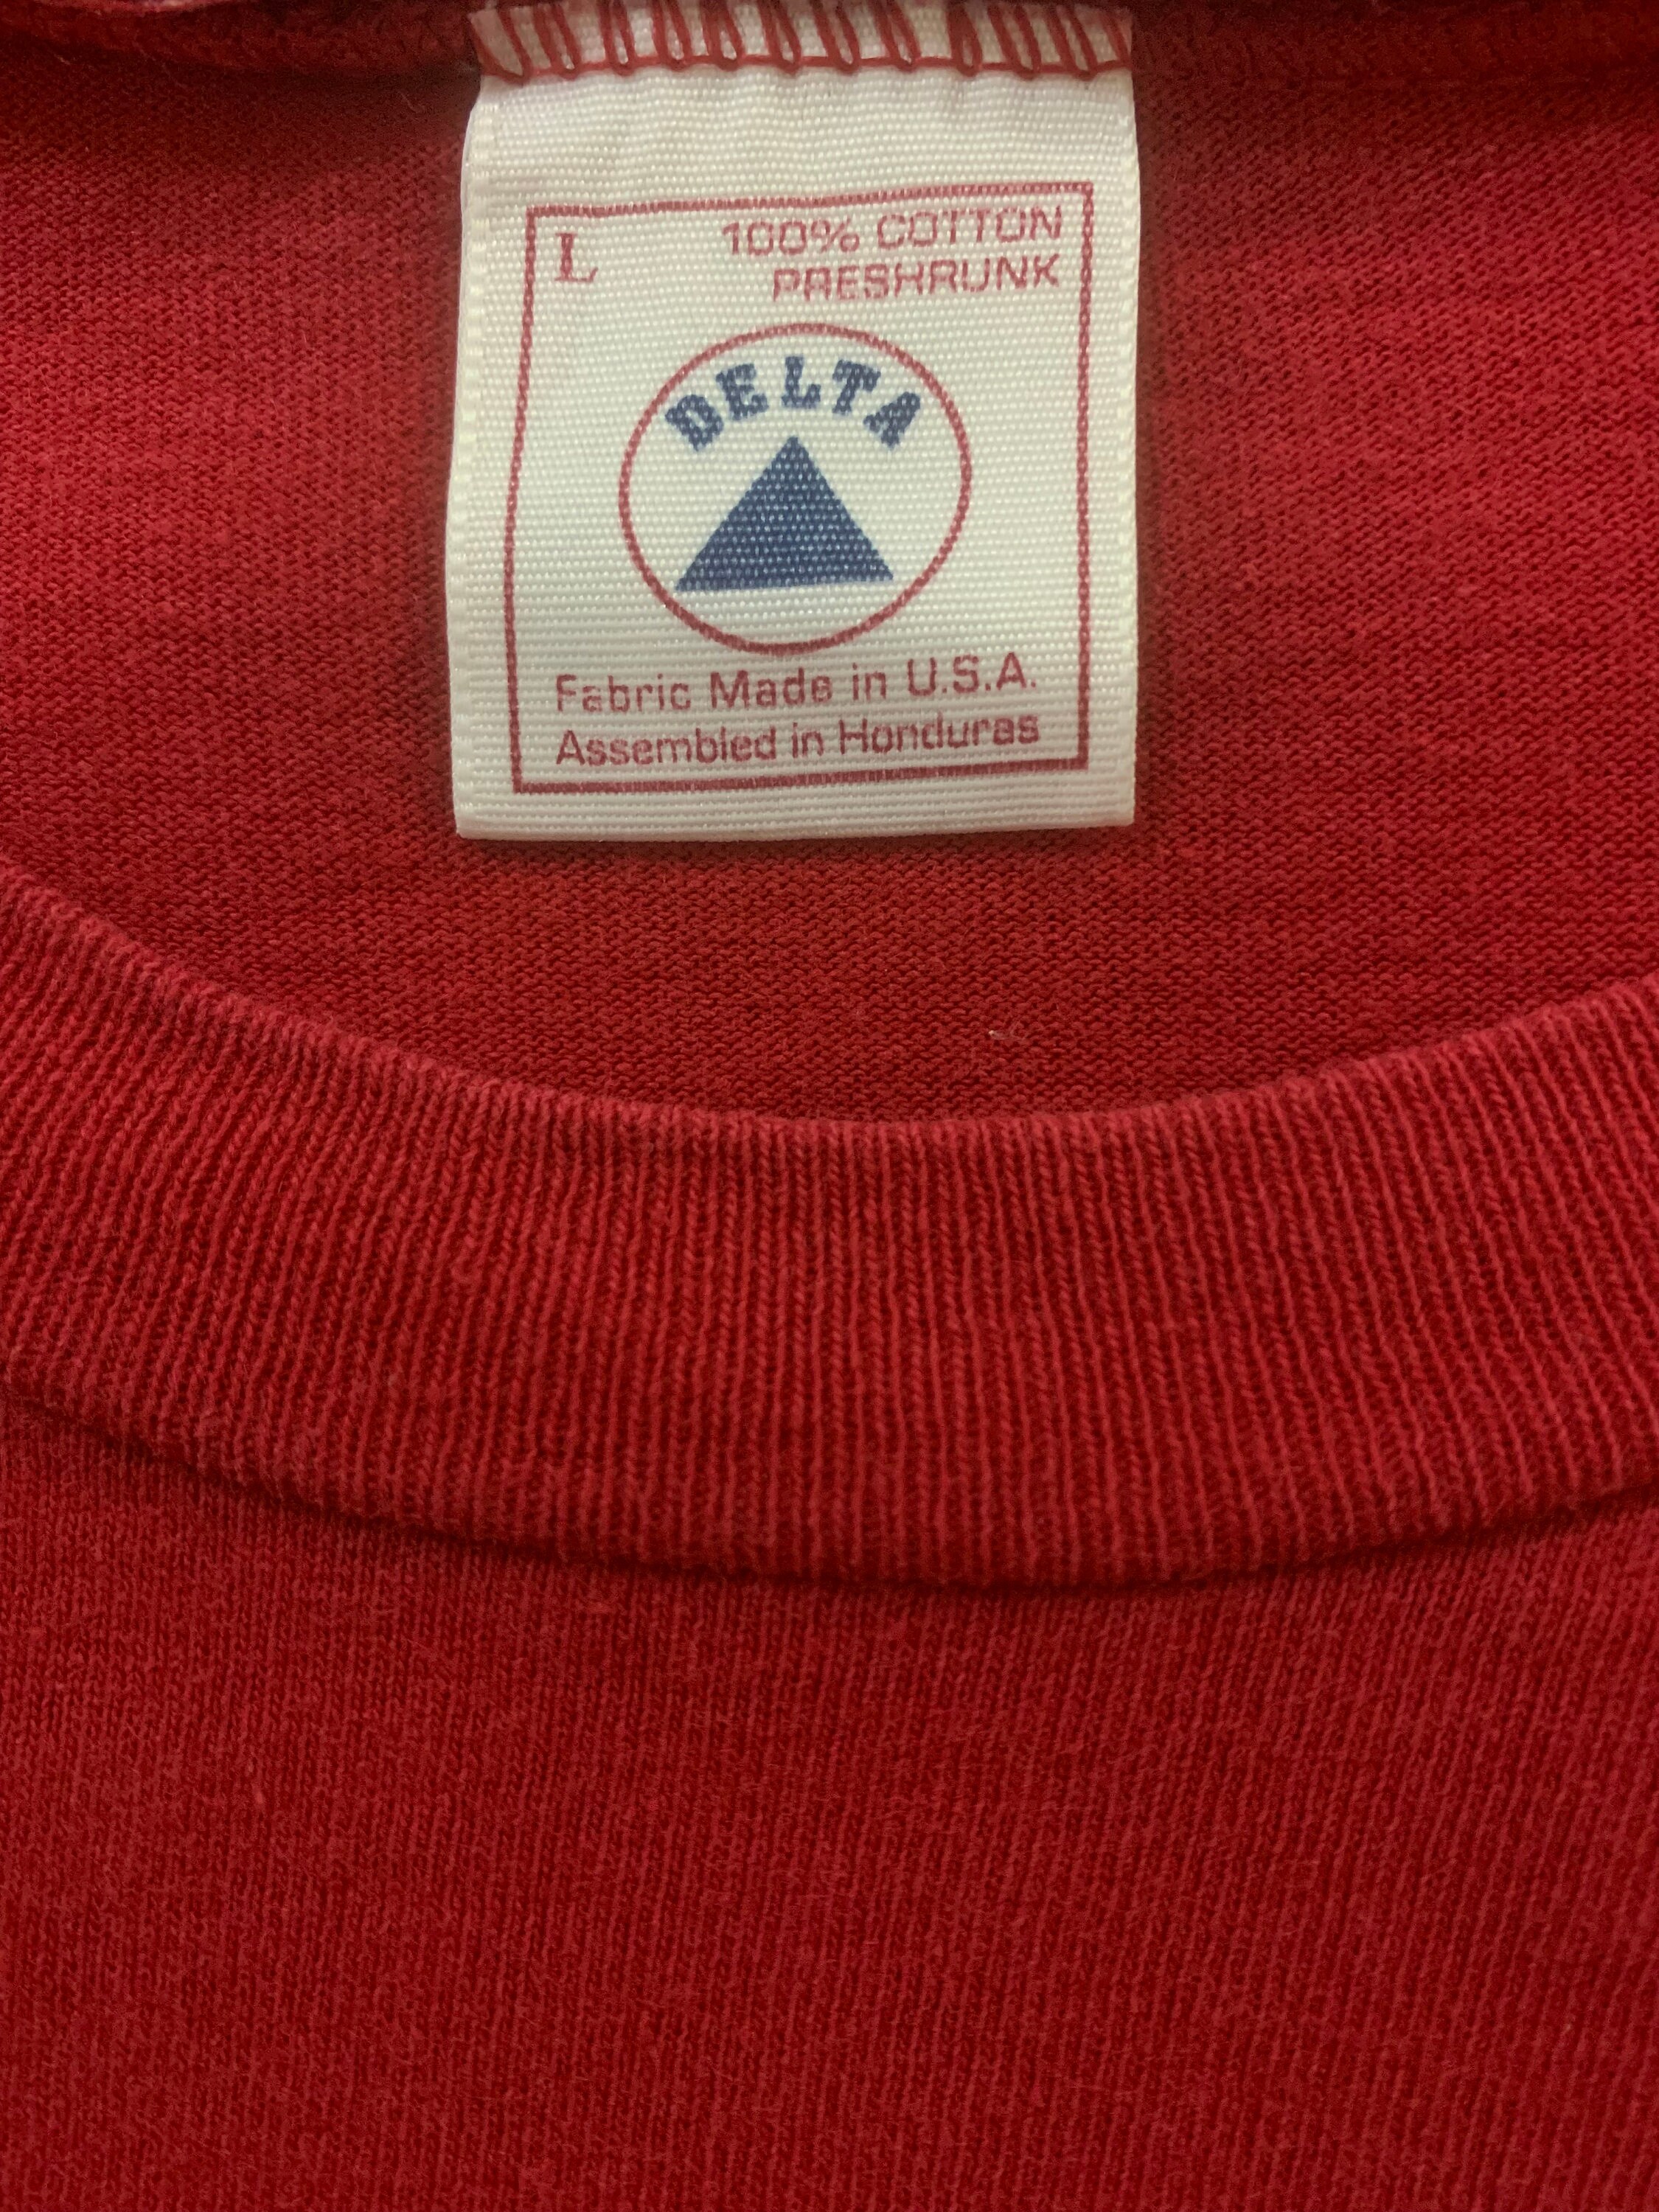 L
100% COTTON
PRESHRUNK
DELTA
Fabric Made in U.S.A.
Assembled in Honduras